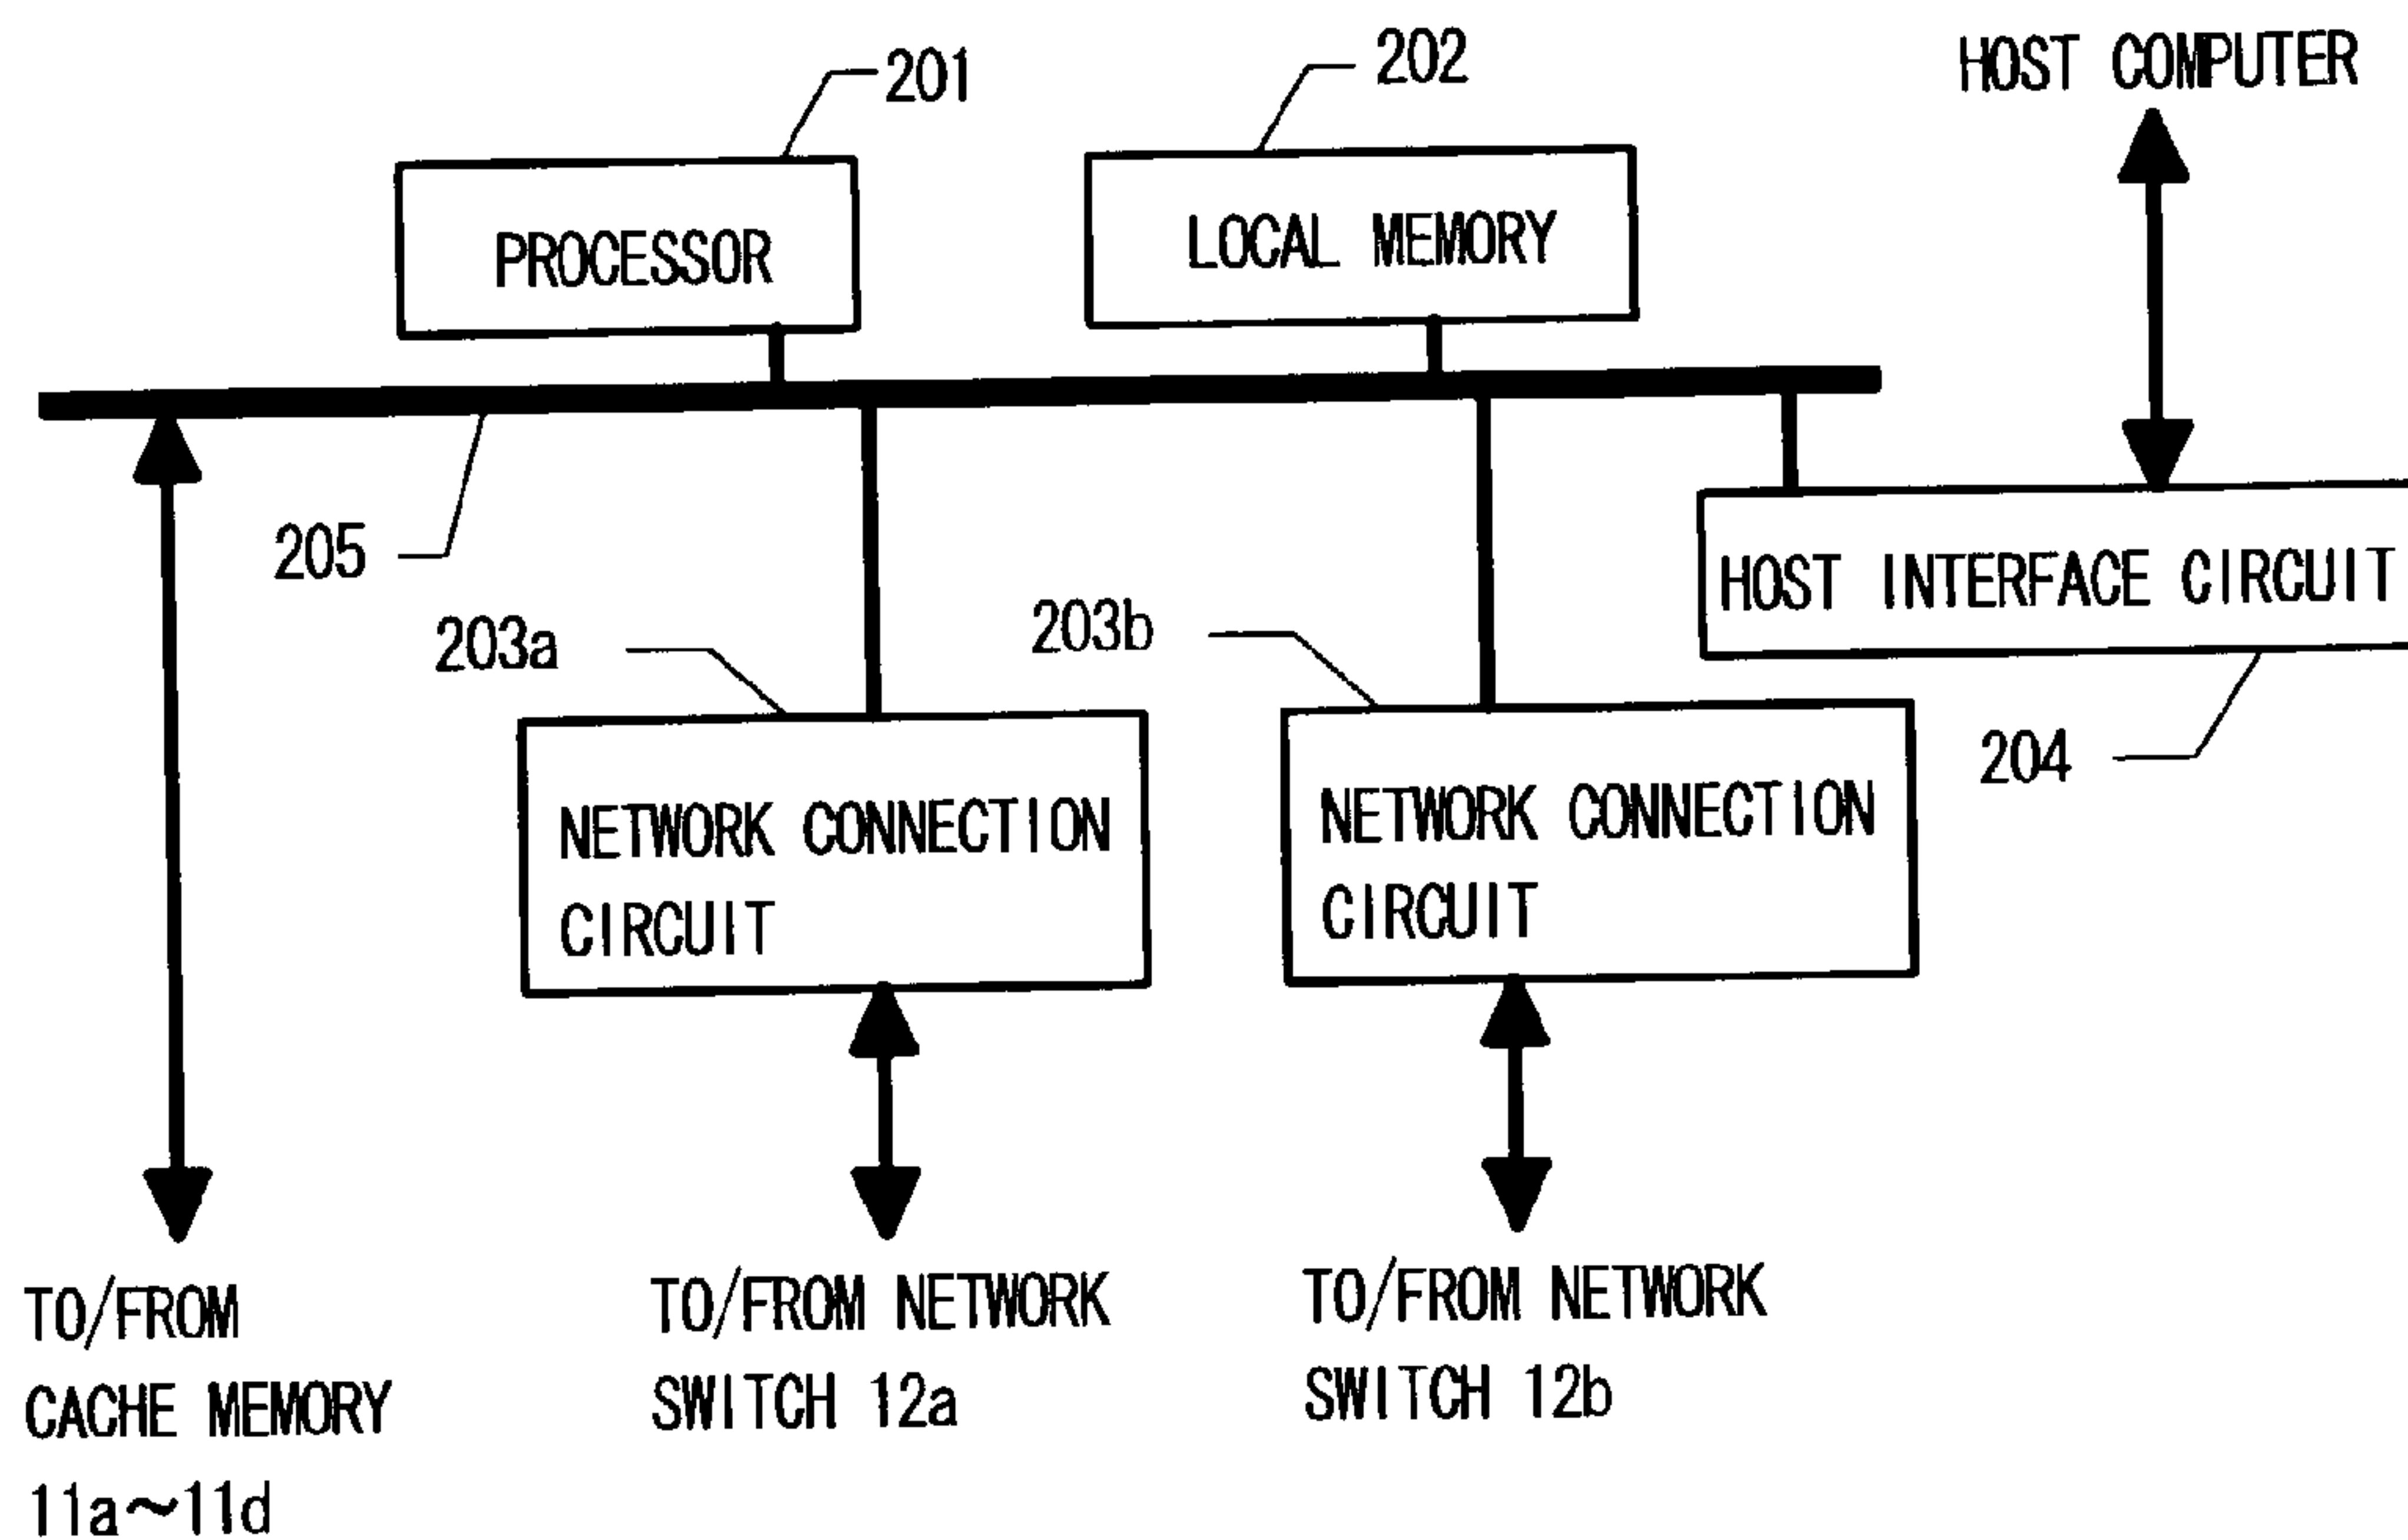 201
202
HOST COMPUTER
PROCESSOR
LOCAL MEMORY
205
HOST INTERFACE CIRCUIT
203a
203b
204
NETWORK CONNECTION
CIRCUIT
NETWORK CONNECTION
CIRCUIT
TO/FROM
CACHE MEMORY
11a~11d
TO/FROM NETWORK
SWITCH 12a
TO/FROM NETWORK
SWITCH 12b